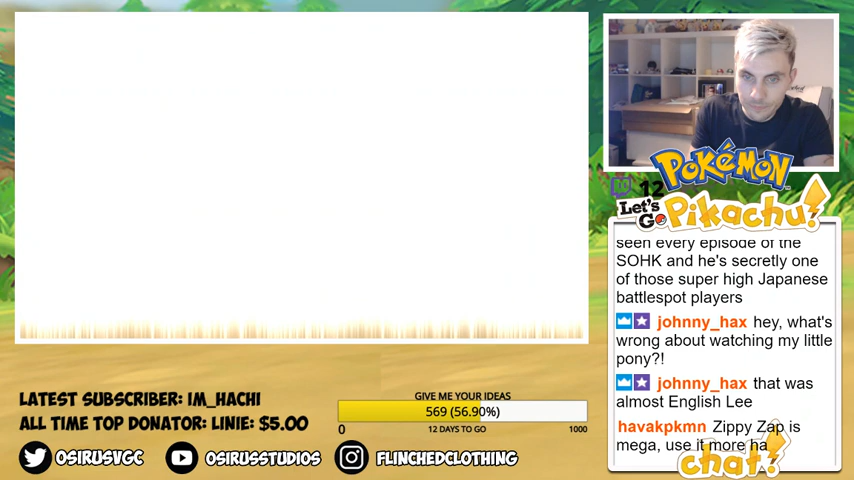 POKÉMON
12
Let's
Go
Pikachu!
seen every episode of the
SOHK and he's secretly one
of those super high Japanese
battlespot players
johnny_hax hey, what's
wrong about watching my little
pony?!
johnny_hax that was
almost English Lee
havakpkmn Zippy Zap is
mega, use it more ha
chat!
LATEST SUBSCRIBER: IM_HACHI
ALL TIME TOP DONATOR: LINIE: $5.00
GIVE ME YOUR IDEAS
569 (56.90%)
0 12 DAYS TO GO 1000
OSIRUSVGC OSIRUSSTUDIOS FLINCHEDCLOTHING